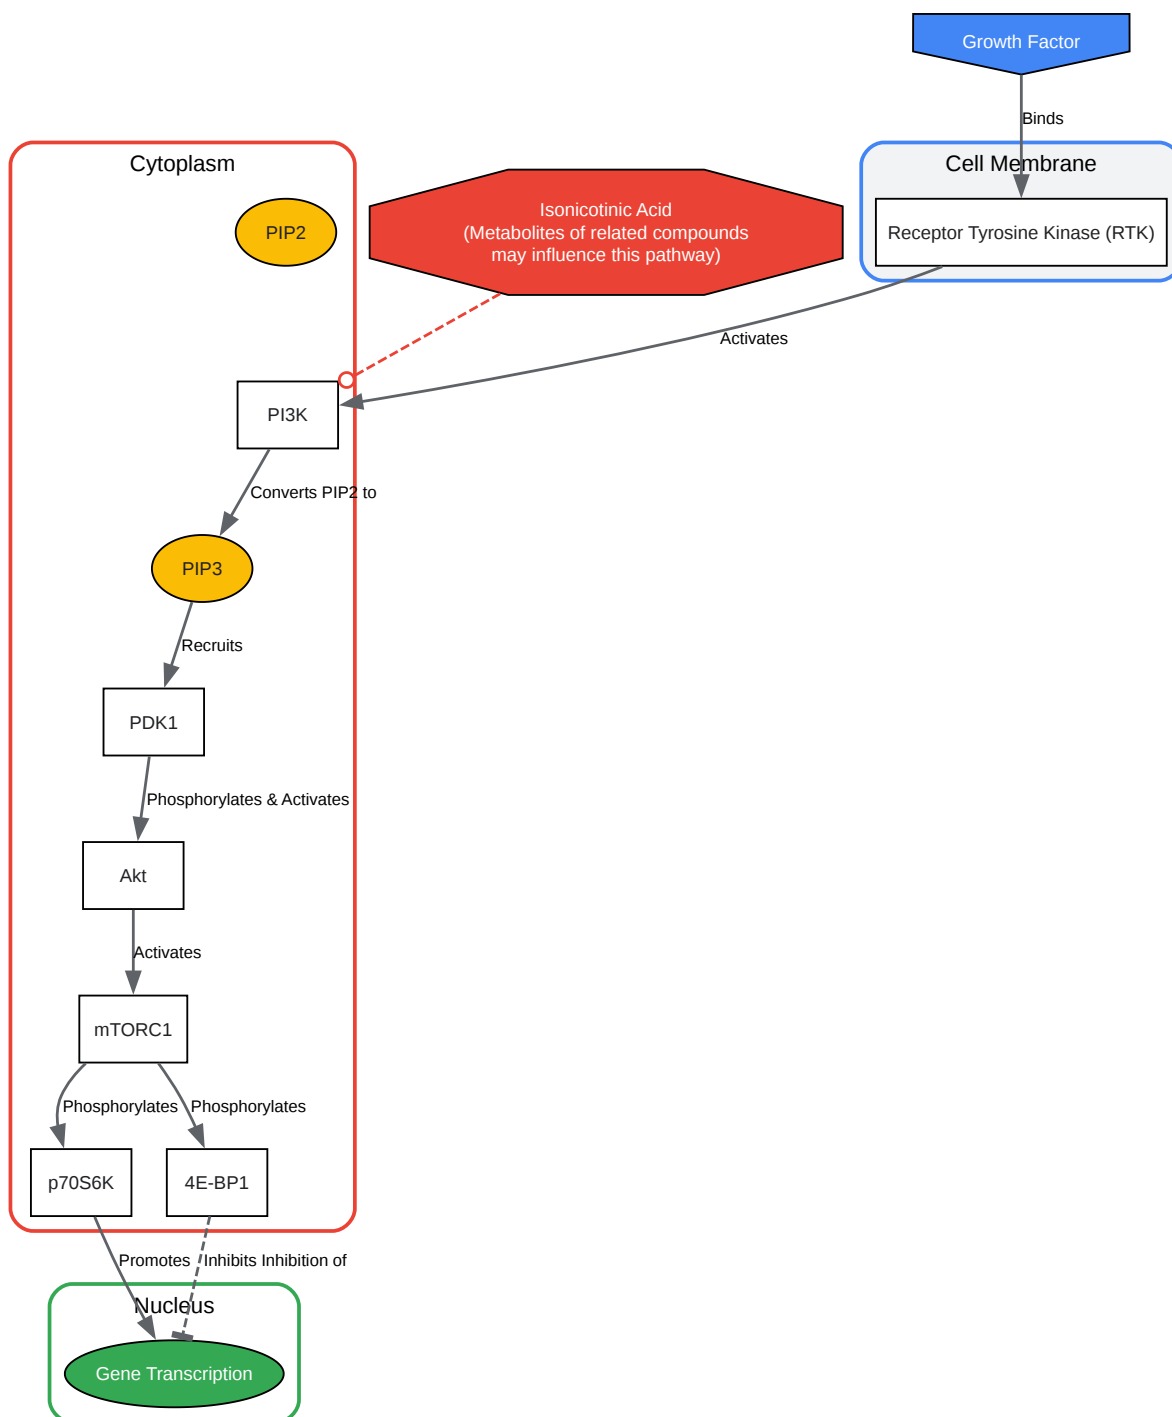 Growth Factor
Binds
Cytoplasm
Cell Membrane
PIP2
Isonicotinic Acid
(Metabolites of related compounds
may influence this pathway)
Receptor Tyrosine Kinase (RTK)
Activates
PI3K
Converts PIP2 to
PIP3
Recruits
PDK1
Phosphorylates & Activates
Akt
Activates
mTORC1
Phosphorylates
Phosphorylates
p70S6K
4E-BP1
Promotes
Inhibits Inhibition of
Nucleus
Gene Transcription